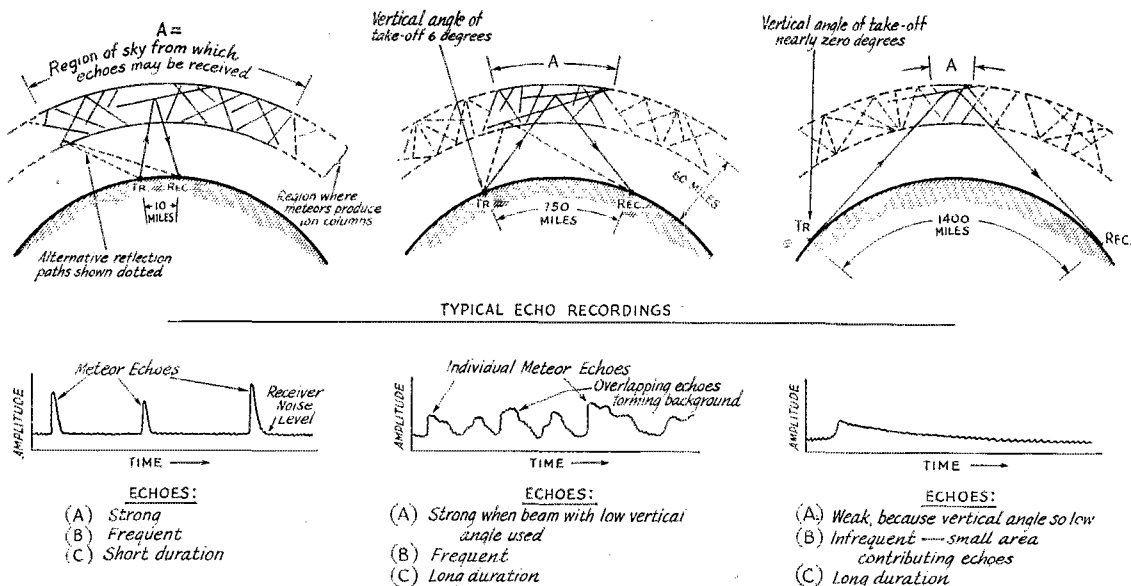 A =
Region of sky from which
echoes may be received
TR.
REC.
10
MILES
Region where
meteors produce
ion columns
Alternative reflection
paths shown dotted
Vertical angle of
take-off 6 degrees
A
60 MILES
TR
REC.
750
MILES
Vertical angle of take-off
nearly zero degrees
A
TR
REC.
1400
MILES
TYPICAL ECHO RECORDINGS
Meteor Echoes
Receiver
Noise
Level
AMPLITUDE
TIME
ECHOES:
(A) Strong
(B) Frequent
(C) Short duration
Individual Meteor Echoes
Overlapping echoes
forming background
AMPLITUDE
TIME
ECHOES:
(A) Strong when beam with low vertical
angle used
(B) Frequent
(C) Long duration
AMPLITUDE
TIME
ECHOES:
(A) Weak, because vertical angle so low
(B) Infrequent — small area
contributing echoes
(C) Long duration